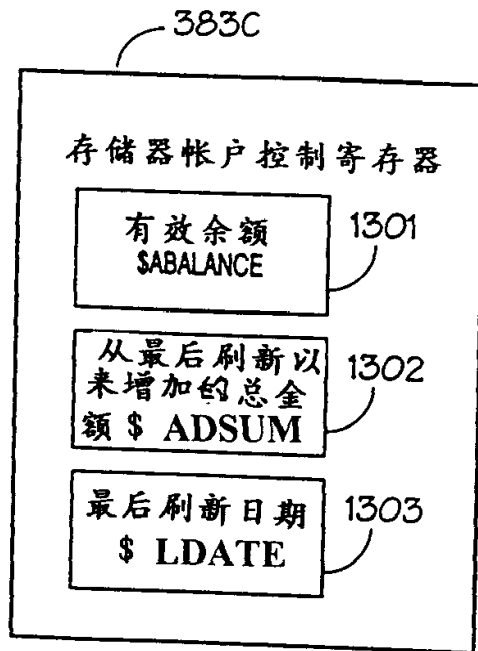 383C
存储器帐户控制寄存器
有效余额
$ABALANCE
1301
从最后刷新以
来增加的总金
额 $ ADSUM
1302
最后刷新日期
$ LDATE
1303